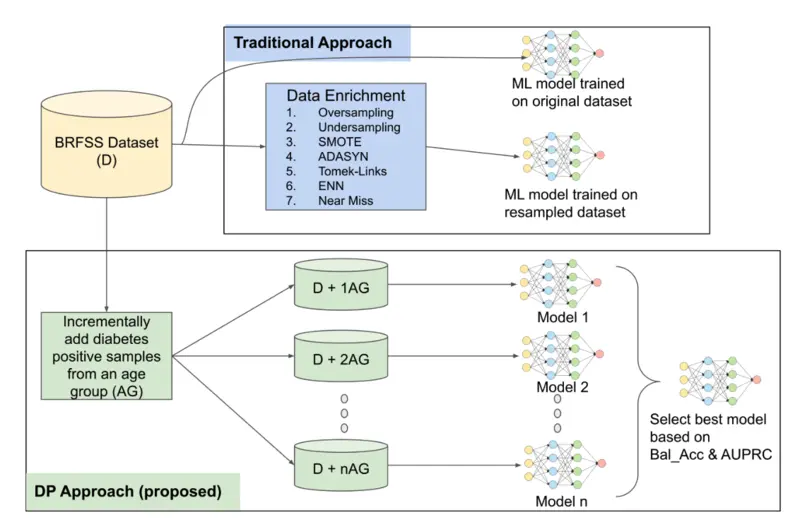 Traditional Approach
ML model trained
on original dataset
BRFSS Dataset
(D)
Data Enrichment
1. Oversampling
2. Undersampling
3. SMOTE
4. ADASYN
5. Tomek-Links
6. ENN
7. Near Miss
ML model trained on
resampled dataset
Incrementally
add diabetes
positive samples
from an age
group (AG)
D + 1AG
Model 1
D + 2AG
Model 2
D + nAG
Model n
Select best model
based on
Bal_Acc & AUPRC
DP Approach (proposed)